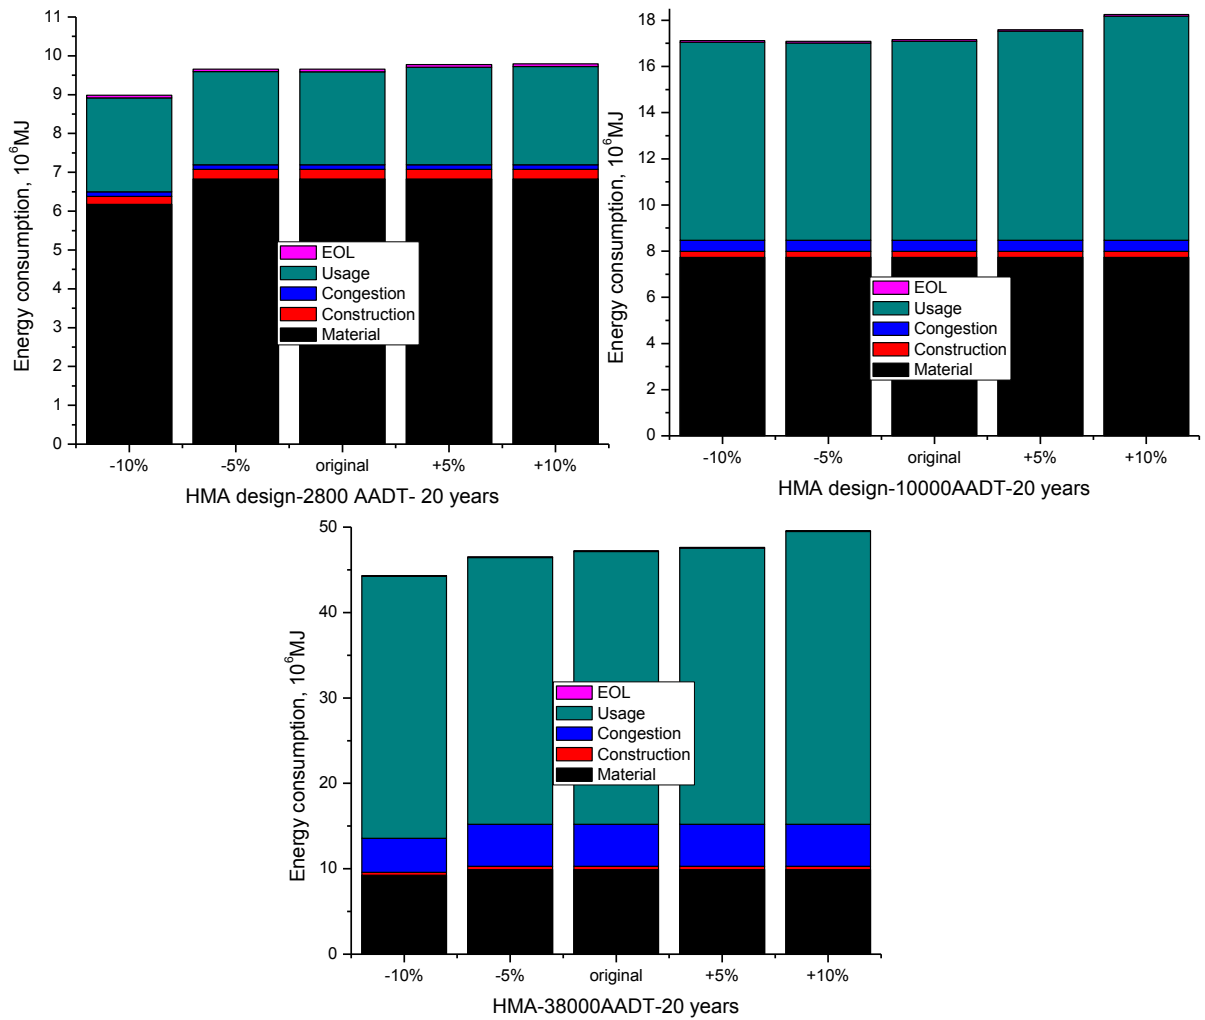 11
10
9
8
7
6
5
4
3
2
1
0
Energy consumption, 10⁶MJ
EOL
Usage
Congestion
Construction
Material
-10% -5% original +5% +10%
HMA design-2800 AADT- 20 years
18
16
14
12
10
8
6
4
2
0
Energy consumption, 10⁶MJ
EOL
Usage
Congestion
Construction
Material
-10% -5% original +5% +10%
HMA design-10000AADT-20 years
50
40
30
20
10
0
Energy consumption, 10⁶MJ
EOL
Usage
Congestion
Construction
Material
-10% -5% original +5% +10%
HMA-38000AADT-20 years